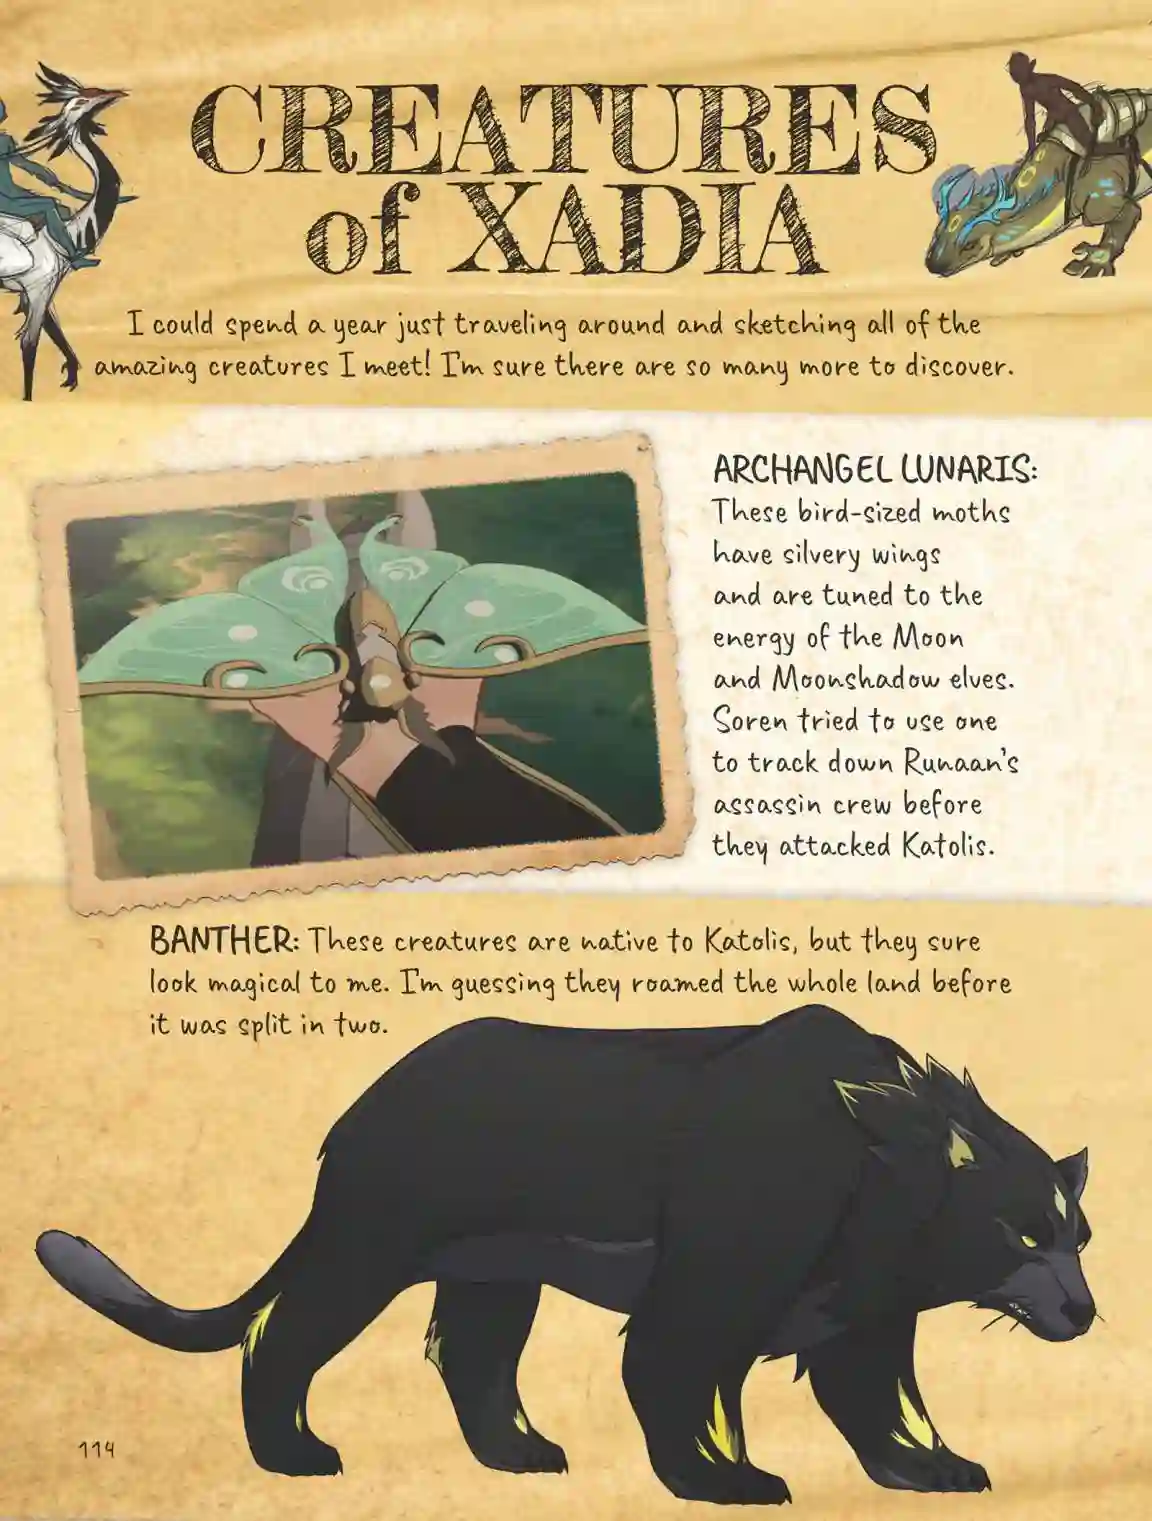 CREATURES
of XADIA
I could spend a year just traveling around and sketching all of the
amazing creatures I meet! I'm sure there are so many more to discover.
ARCHANGEL LUNARIS:
These bird-sized moths
have silvery wings
and are tuned to the
energy of the Moon
and Moonshadow elves.
Soren tried to use one
to track down Runaan's
assassin crew before
they attacked Katolis.
BANTHER: These creatures are native to Katolis, but they sure
look magical to me. I'm guessing they roamed the whole land before
it was split in two.
114